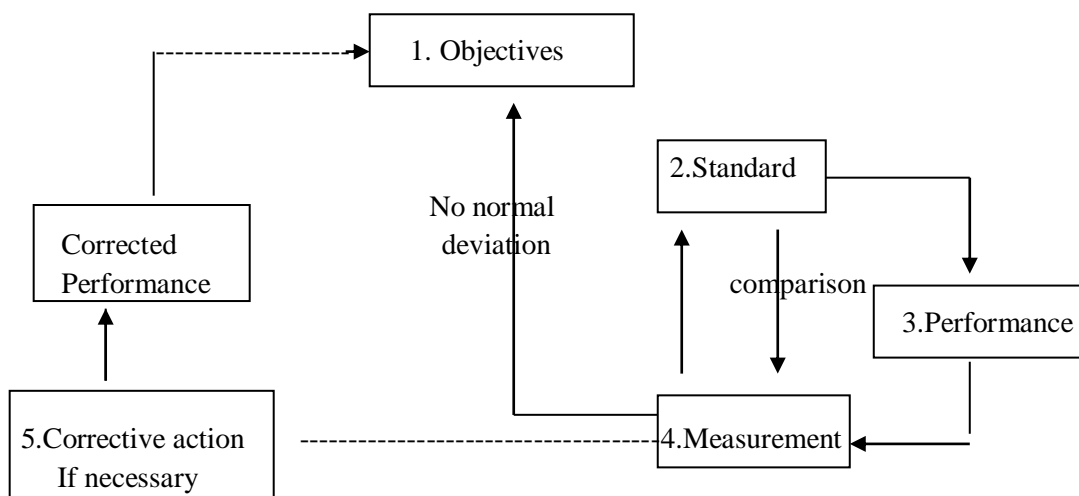 1. Objectives
2.Standard
No normal
deviation
Corrected
Performance
comparison
3.Performance
5.Corrective action
If necessary
4.Measurement